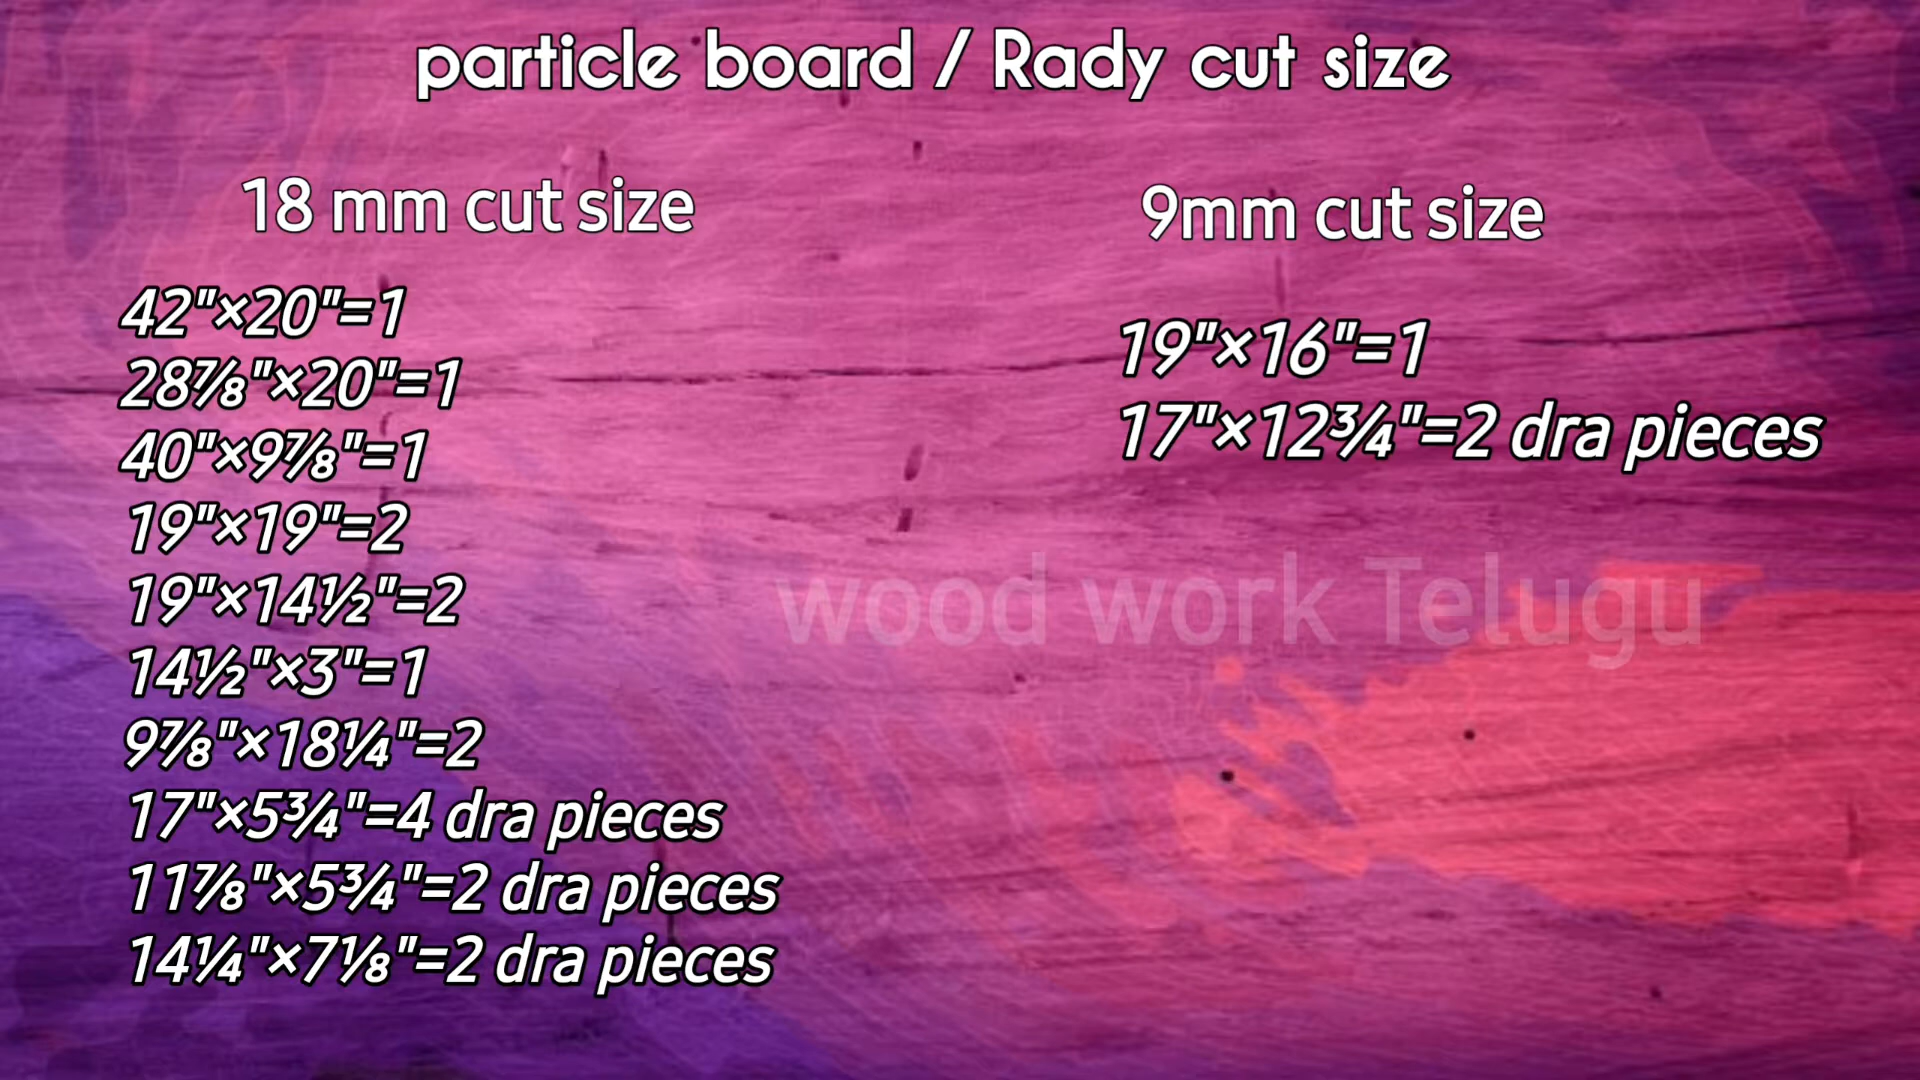 particle board / Rady cut size
18 mm cut size
42"×20"=1
28⅞"×20"=1
40"×9⅞"=1
19"×19"=2
19"×14½"=2
14½"×3"=1
9⅞"×18¼"=2
17"×5¾"=4 dra pieces
11⅞"×5¾"=2 dra pieces
14¼"×7⅛"=2 dra pieces
9mm cut size
19"×16"=1
17"×12¾"=2 dra pieces
wood work Telugu